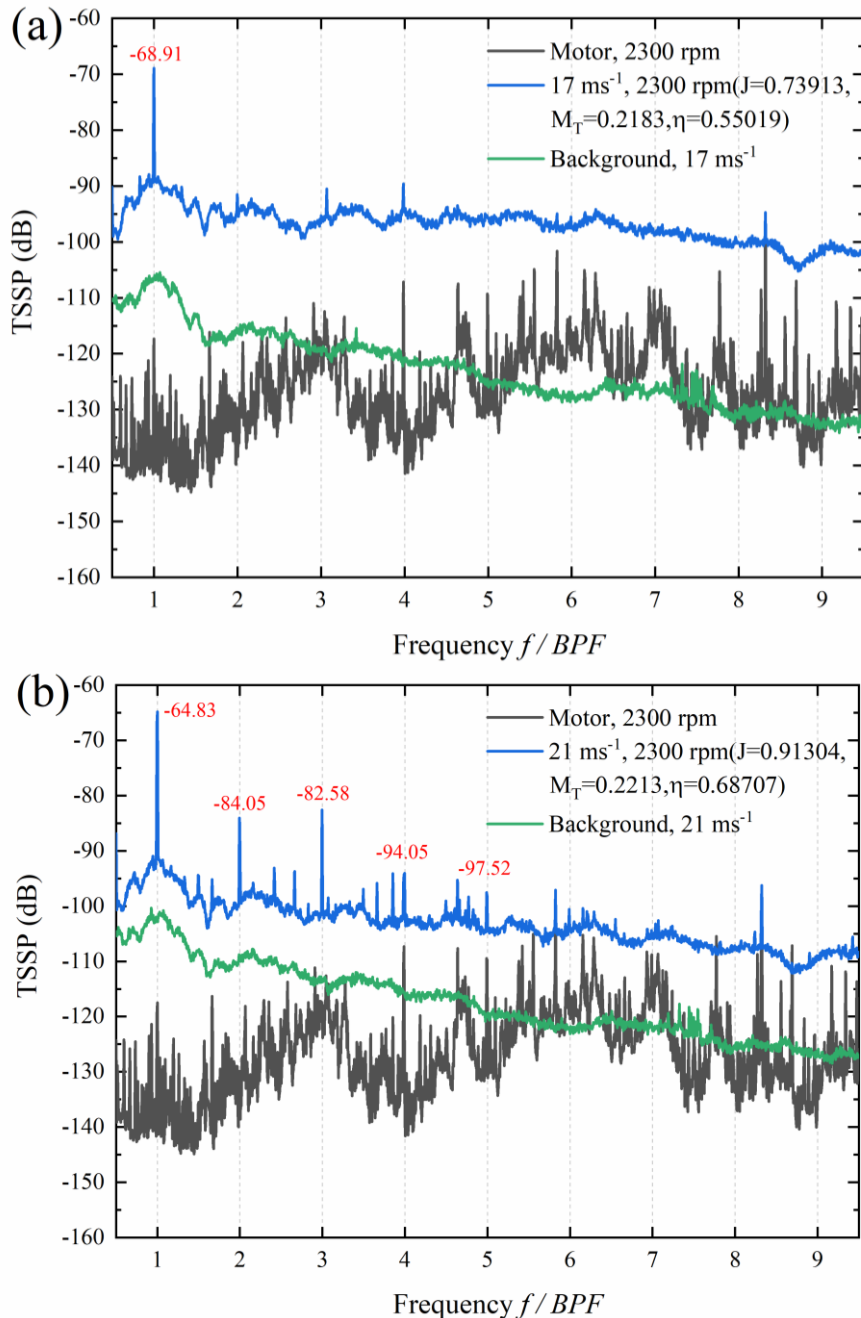 (a)
-68.91
Motor, 2300 rpm
17 ms⁻¹, 2300 rpm(J=0.73913,
M_T=0.2183,η=0.55019)
Background, 17 ms⁻¹
-60
-70
-80
-90
-100
-110
-120
-130
-140
-150
-160
TSSP (dB)
1 2 3 4 5 6 7 8 9
Frequency f / BPF
(b)
-64.83
-84.05
-82.58
-94.05
-97.52
Motor, 2300 rpm
21 ms⁻¹, 2300 rpm(J=0.91304,
M_T=0.2213,η=0.68707)
Background, 21 ms⁻¹
-60
-70
-80
-90
-100
-110
-120
-130
-140
-150
-160
TSSP (dB)
1 2 3 4 5 6 7 8 9
Frequency f / BPF